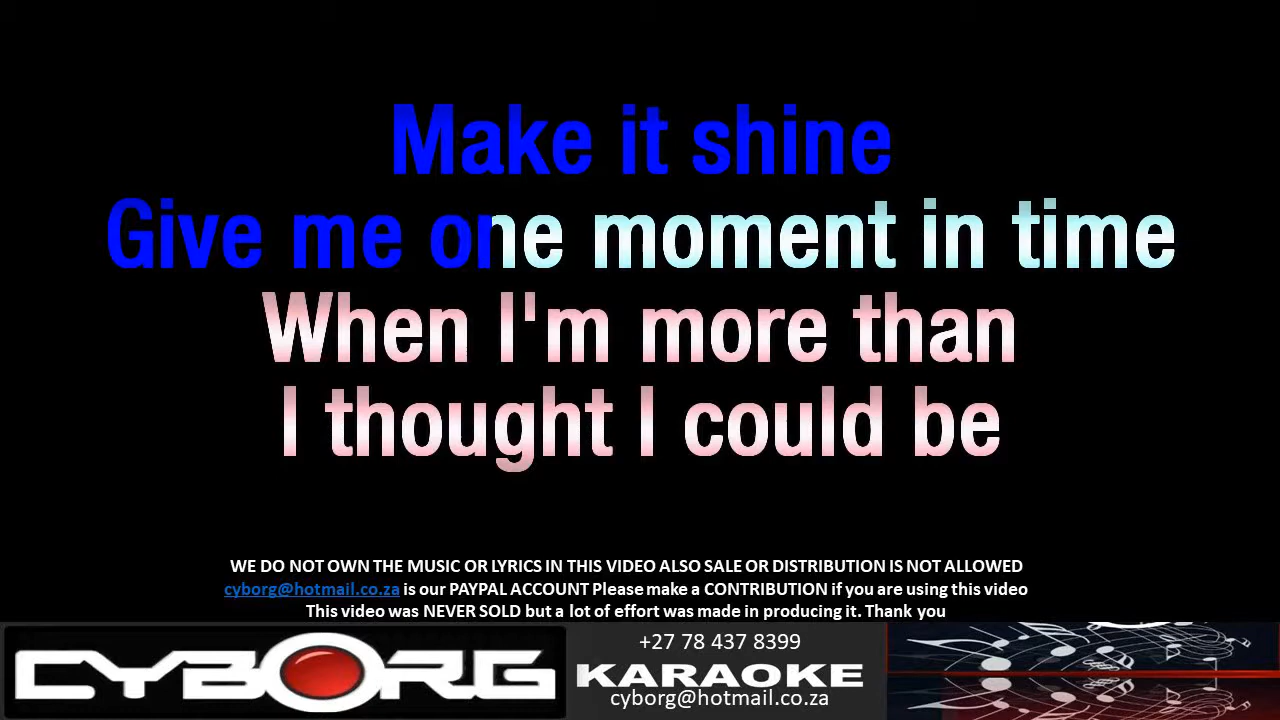 Make it shine
Give me one moment in time
When I'm more than
I thought I could be
WE DO NOT OWN THE MUSIC OR LYRICS IN THIS VIDEO ALSO SALE OR DISTRIBUTION IS NOT ALLOWED
cyborg@hotmail.co.za is our PAYPAL ACCOUNT Please make a CONTRIBUTION if you are using this video
This video was NEVER SOLD but a lot of effort was made in producing it. Thank you
CYBORG
+27 78 437 8399
KARAOKE
cyborg@hotmail.co.za